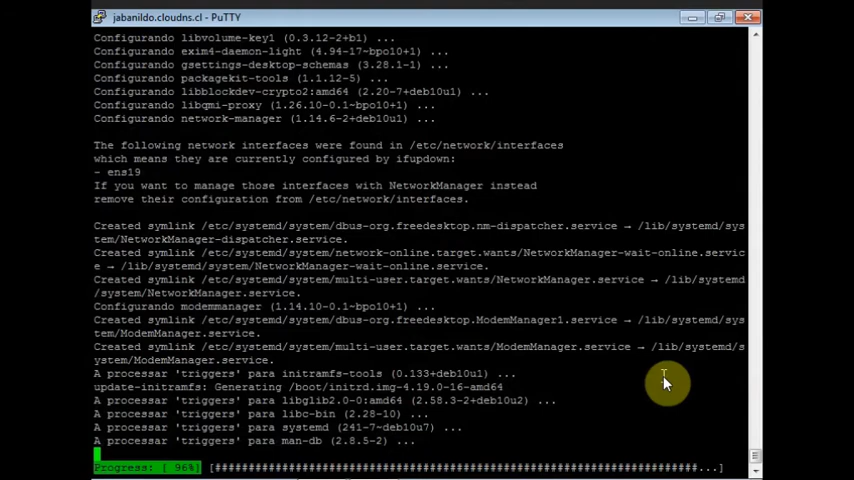 jabanildo.cloudns.cl - PuTTY
Configurando libvolume-key1 (0.3.12-2+b1) ...
Configurando exim4-daemon-light (4.94-17~bpo10+1) ...
Configurando gsettings-desktop-schemas (3.28.1-1) ...
Configurando packagekit-tools (1.1.12-5) ...
Configurando libblockdev-crypto2:amd64 (2.20-7+deb10u1) ...
Configurando libqmi-proxy (1.26.10-0.1~bpo10+1) ...
Configurando network-manager (1.14.6-2+deb10u1) ...
The following network interfaces were found in /etc/network/interfaces
which means they are currently configured by ifupdown:
- ens19
If you want to manage those interfaces with NetworkManager instead
remove their configuration from /etc/network/interfaces.
Created symlink /etc/systemd/system/dbus-org.freedesktop.nm-dispatcher.service → /lib/systemd/sys
tem/NetworkManager-dispatcher.service.
Created symlink /etc/systemd/system/network-online.target.wants/NetworkManager-wait-online.servic
e → /lib/systemd/system/NetworkManager-wait-online.service.
Created symlink /etc/systemd/system/multi-user.target.wants/NetworkManager.service → /lib/systemd
/system/NetworkManager.service.
Configurando modemmanager (1.14.10-0.1~bpo10+1) ...
Created symlink /etc/systemd/system/dbus-org.freedesktop.ModemManager1.service → /lib/systemd/sys
tem/ModemManager.service.
Created symlink /etc/systemd/system/multi-user.target.wants/ModemManager.service → /lib/systemd/s
ystem/ModemManager.service.
A processar 'triggers' para initramfs-tools (0.133+deb10u1) ...
update-initramfs: Generating /boot/initrd.img-4.19.0-16-amd64
A processar 'triggers' para libglib2.0-0:amd64 (2.58.3-2+deb10u2) ...
A processar 'triggers' para libc-bin (2.28-10) ...
A processar 'triggers' para systemd (241-7~deb10u7) ...
A processar 'triggers' para man-db (2.8.5-2) ...
Progress: [ 96%] [##########################################################################...]